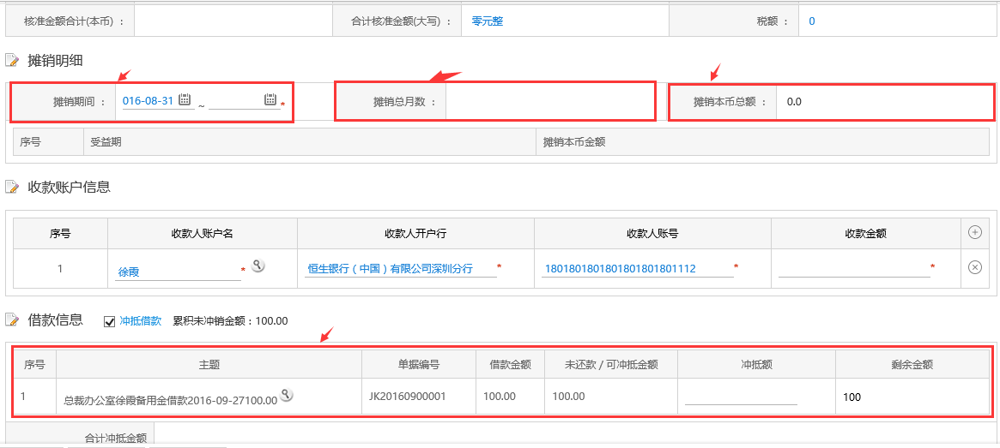 核准金额合计(本币) : 合计核准金额(大写) : 零元整 税额 : 0
摊销明细
摊销期间 : 016-08-31 ~ * 摊销总月数 : 摊销本币总额 : 0.0
序号 受益期 摊销本币金额
收款账户信息
序号 收款人账户名 收款人开户行 收款人账号 收款金额
1 徐霞 * 恒生银行（中国）有限公司深圳分行 * 1801801801801801801801112 * *
借款信息 冲抵借款 累积未冲销金额：100.00
序号 主题 单据编号 借款金额 未还款 / 可冲抵金额 冲抵额 剩余金额
1 总裁办公室徐霞备用金借款2016-09-27100.00 JK20160900001 100.00 100.00 100
合计冲抵金额